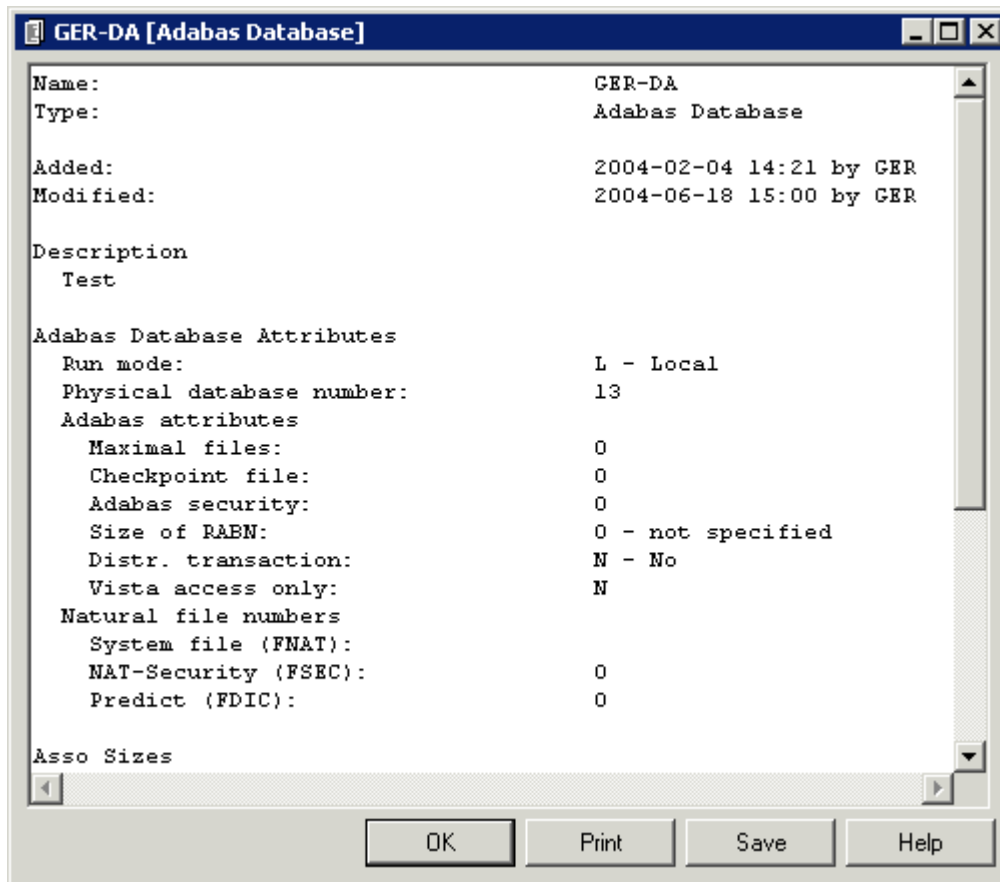 GER-DA [Adabas Database]
Name: GER-DA
Type: Adabas Database
Added: 2004-02-04 14:21 by GER
Modified: 2004-06-18 15:00 by GER
Description
Test
Adabas Database Attributes
Run mode: L - Local
Physical database number: 13
Adabas attributes
Maximal files: 0
Checkpoint file: 0
Adabas security: 0
Size of RABN: 0 - not specified
Distr. transaction: N - No
Vista access only: N
Natural file numbers
System file (FNAT):
NAT-Security (FSEC): 0
Predict (FDIC): 0
Asso Sizes
OK Print Save Help